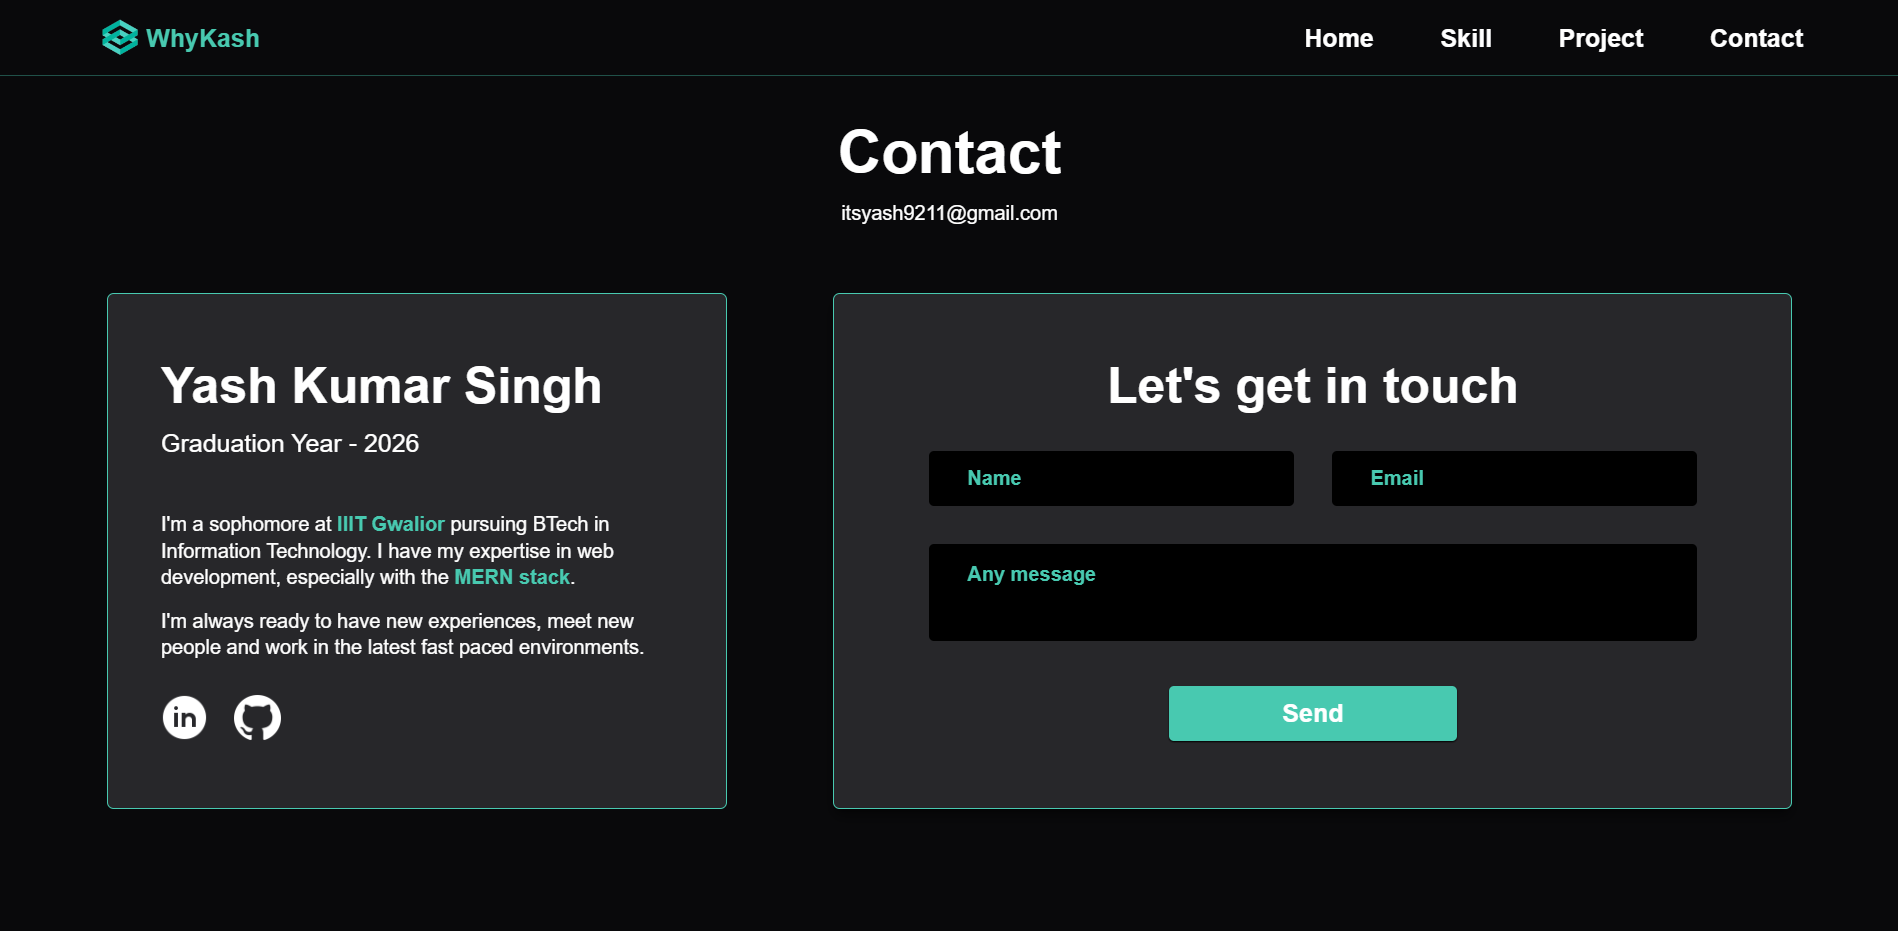 WhyKash
Home
Skill
Project
Contact
Contact
itsyash9211@gmail.com
Yash Kumar Singh
Graduation Year - 2026
I'm a sophomore at IIIT Gwalior pursuing BTech in
Information Technology. I have my expertise in web
development, especially with the MERN stack.
I'm always ready to have new experiences, meet new
people and work in the latest fast paced environments.
in
Let's get in touch
Name
Email
Any message
Send